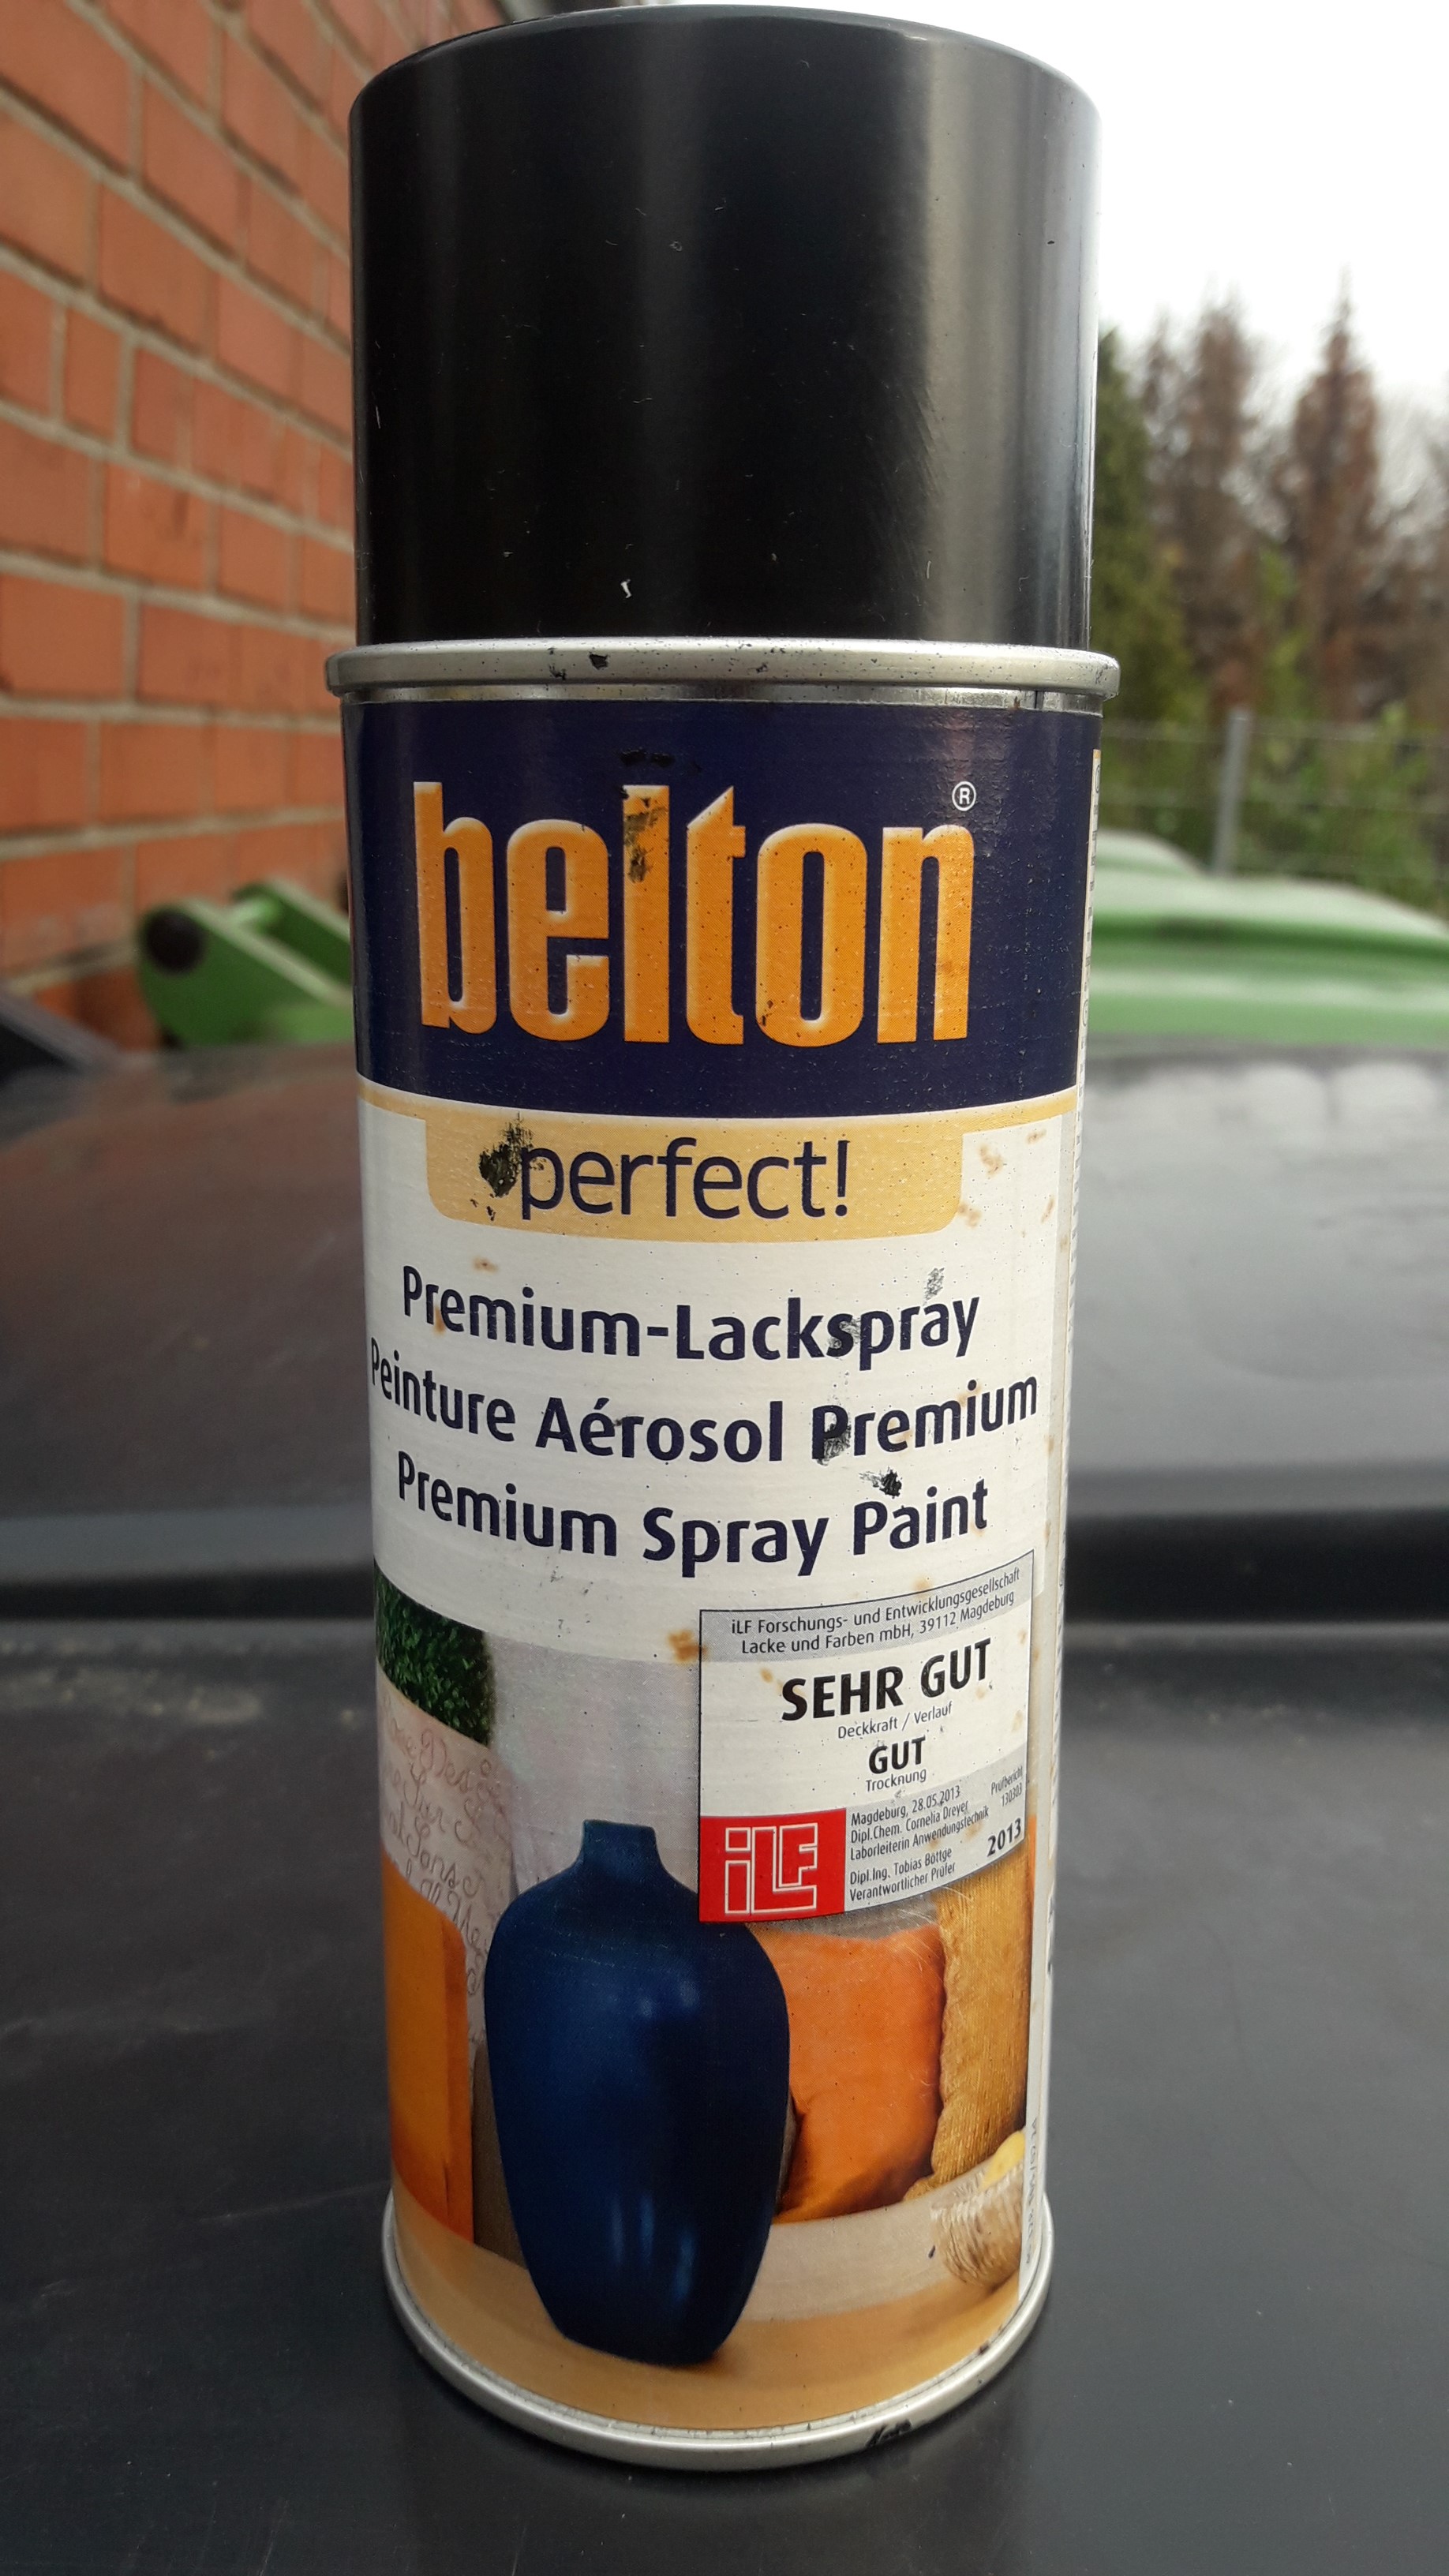 belton®
perfect!
Premium-Lackspray
Peinture Aérosol Premium
Premium Spray Paint
iLF Forschungs- und Entwicklungsgesellschaft
Lacke und Farben mbH, 39112 Magdeburg
SEHR GUT
Deckkraft / Verlauf
GUT
Trocknung
iLF
Magdeburg, 28.05.2013
Dipl.Chem. Cornelia Dreyer
Laborleiterin Anwendungstechnik
Dipl.Ing. Tobias Böttge
Verantwortlicher Prüfer
Prüfbericht
130303
2013